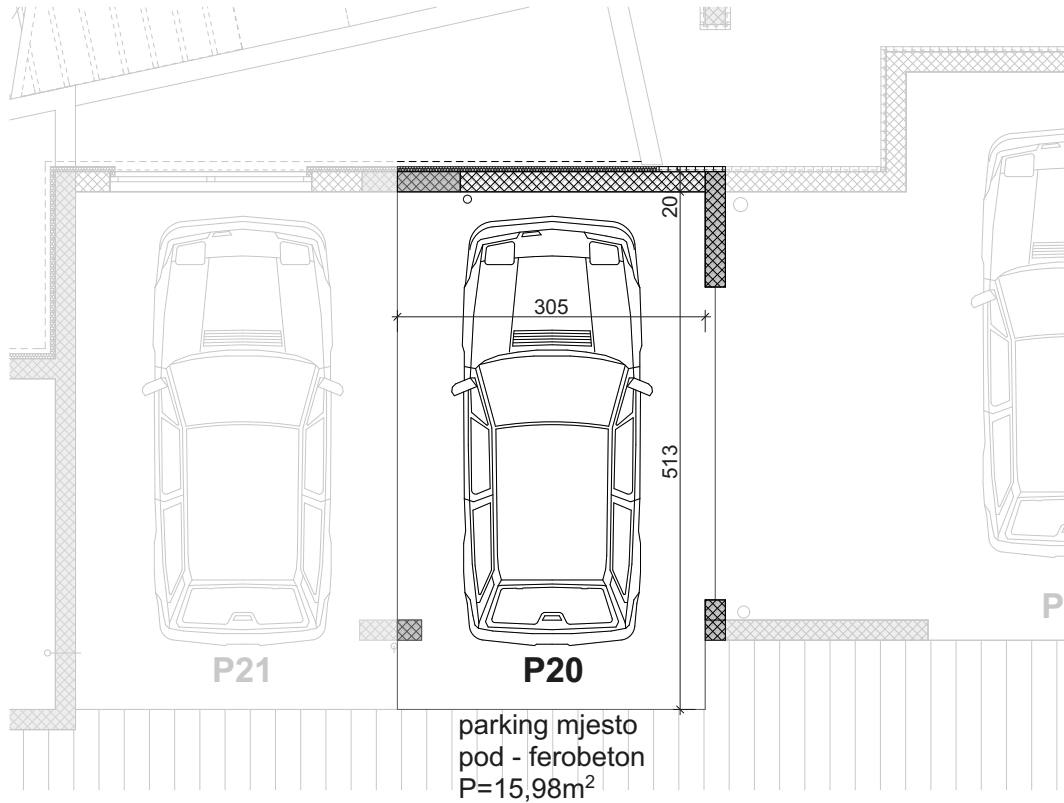 20
305
513
P21
P20
P
parking mjesto
pod - ferobeton
P=15,98m²